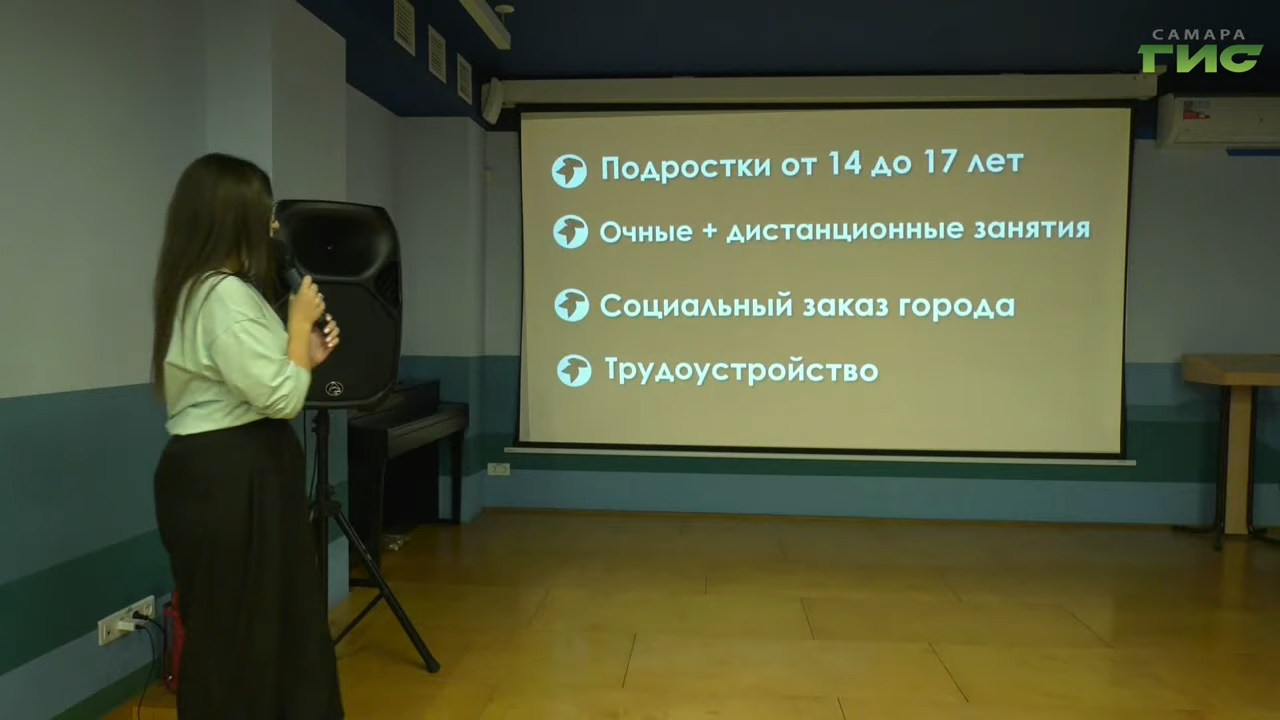 САМАРА
ГИС
Подростки от 14 до 17 лет
Очные + дистанционные занятия
Социальный заказ города
Трудоустройство